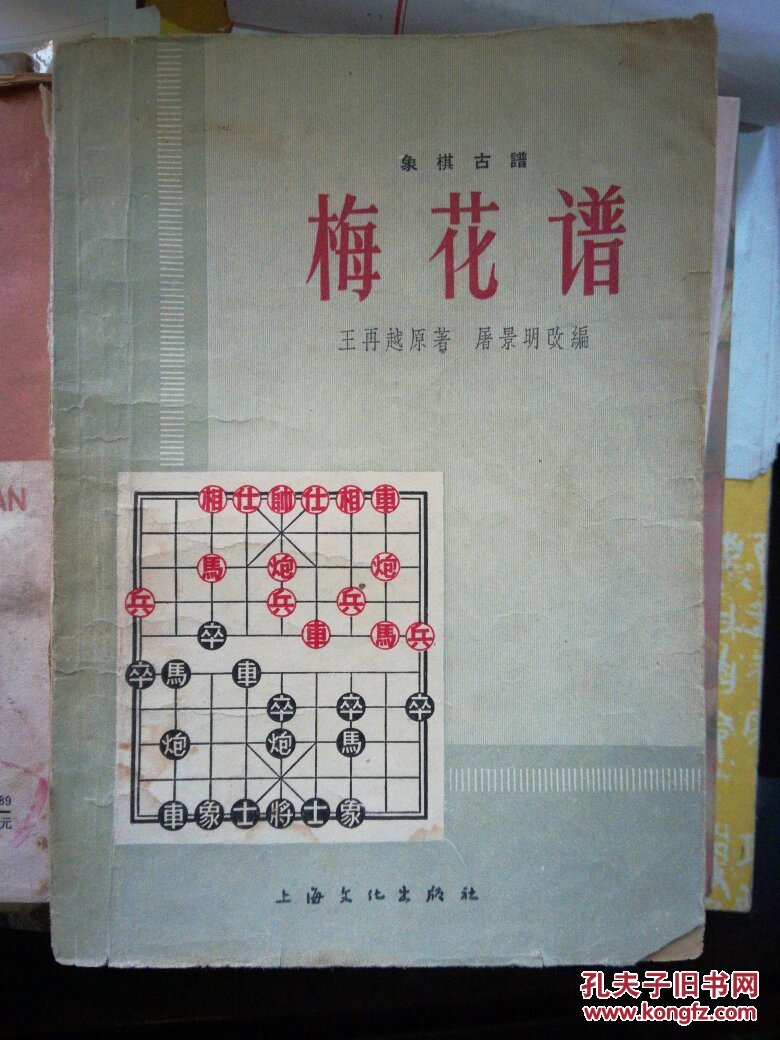 象棋古譜
梅花谱
王再越原著 屠景明改編
相仕帥仕相車
馬炮炮
兵兵兵
卒車馬兵
卒馬車
卒卒卒
炮炮馬
車象士將士象
上海文化出版社
AN
89
元
孔夫子旧书网
www.kongfz.com